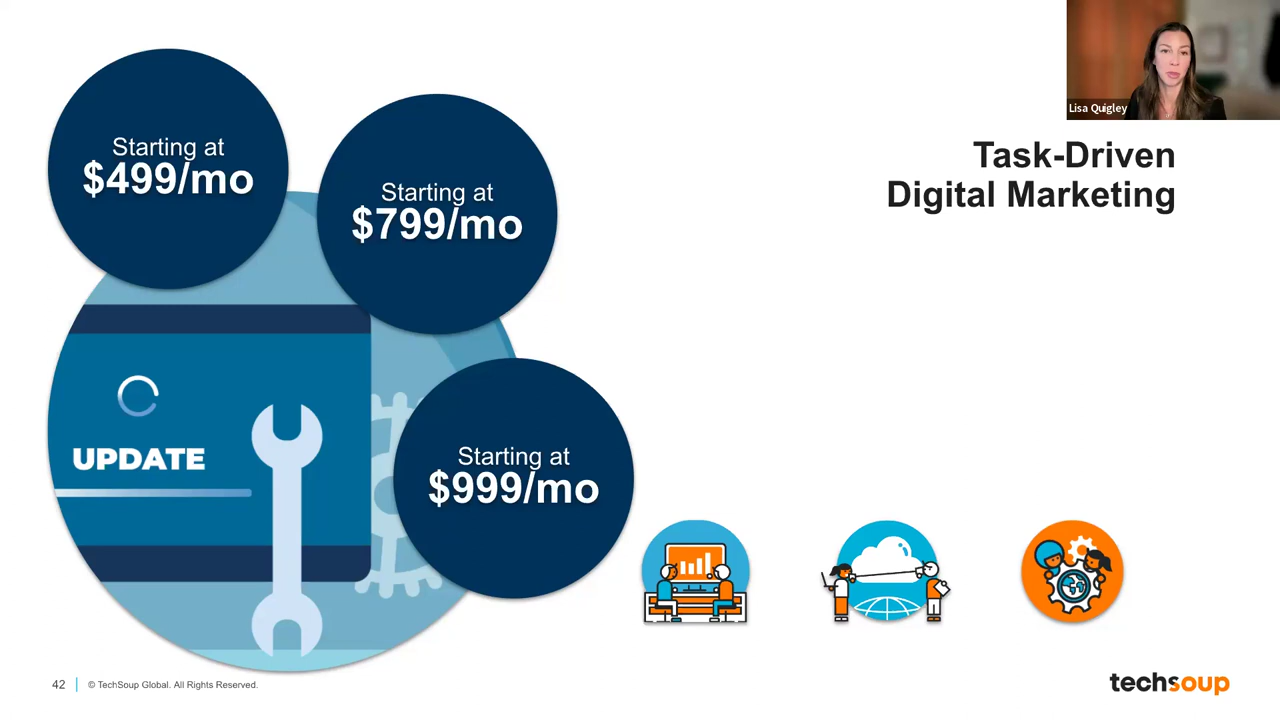 Lisa Quigley
Task-Driven
Digital Marketing
Starting at
$499/mo
Starting at
$799/mo
Starting at
$999/mo
UPDATE
42
© TechSoup Global. All Rights Reserved.
techsoup